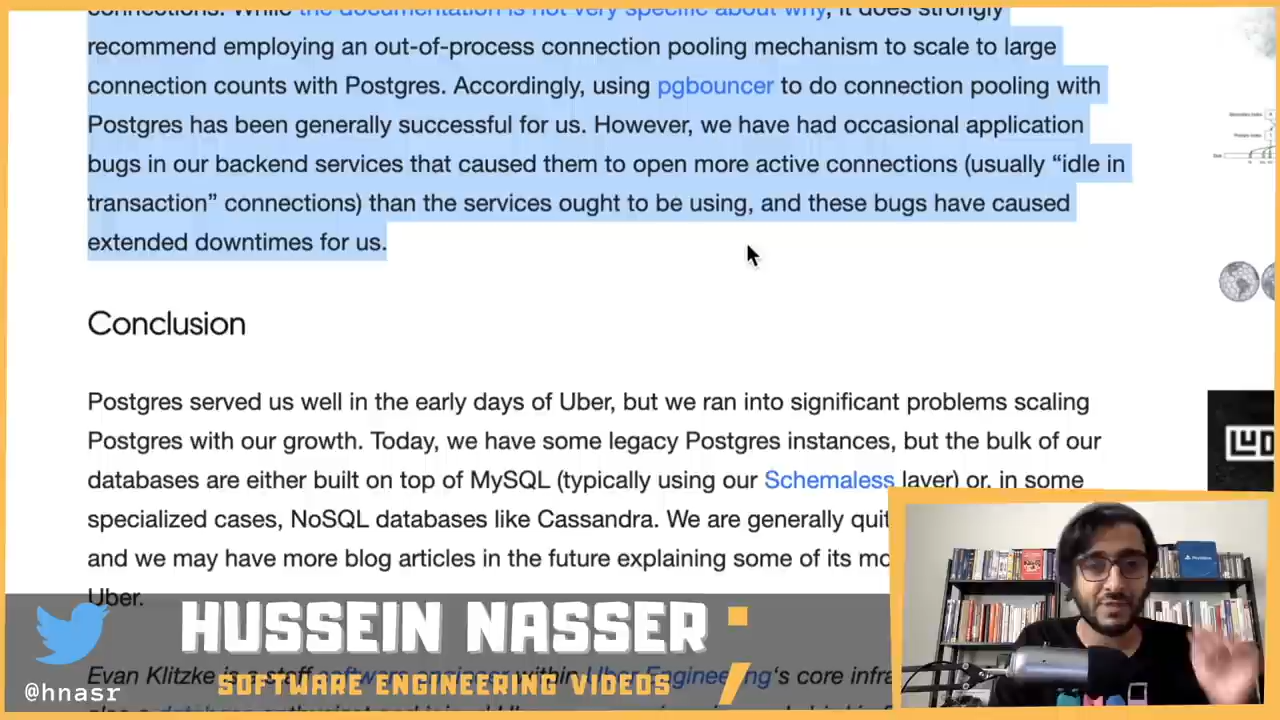 connections. While the documentation is not very specific about why, it does strongly
recommend employing an out-of-process connection pooling mechanism to scale to large
connection counts with Postgres. Accordingly, using pgbouncer to do connection pooling with
Postgres has been generally successful for us. However, we have had occasional application
bugs in our backend services that caused them to open more active connections (usually “idle in
transaction” connections) than the services ought to be using, and these bugs have caused
extended downtimes for us.
Conclusion
Postgres served us well in the early days of Uber, but we ran into significant problems scaling
Postgres with our growth. Today, we have some legacy Postgres instances, but the bulk of our
databases are either built on top of MySQL (typically using our Schemaless layer) or, in some
specialized cases, NoSQL databases like Cassandra. We are generally
and we may have more blog articles in the future explaining some of its
Uber.
HUSSEIN NASSER
Evan Klitzke is a staff software engineer within Uber Engineering‘s core
SOFTWARE ENGINEERING VIDEOS
@hnasr